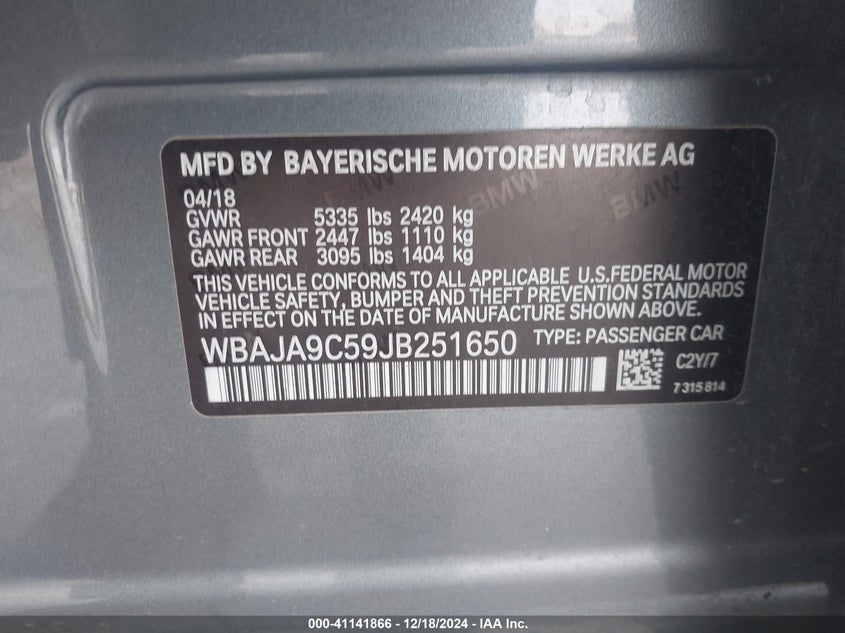 MFD BY BAYERISCHE MOTOREN WERKE AG
04/18
GVWR 5335 lbs 2420 kg
GAWR FRONT 2447 lbs 1110 kg
GAWR REAR 3095 lbs 1404 kg
THIS VEHICLE CONFORMS TO ALL APPLICABLE U.S.FEDERAL MOTOR
VEHICLE SAFETY, BUMPER AND THEFT PREVENTION STANDARDS
IN EFFECT ON THE DATE OF MANUFACTURE SHOWN ABOVE.
WBAJA9C59JB251650 TYPE: PASSENGER CAR
C2Y/7
7315814
BMW
BMW
000-41141866 - 12/18/2024 - IAA Inc.